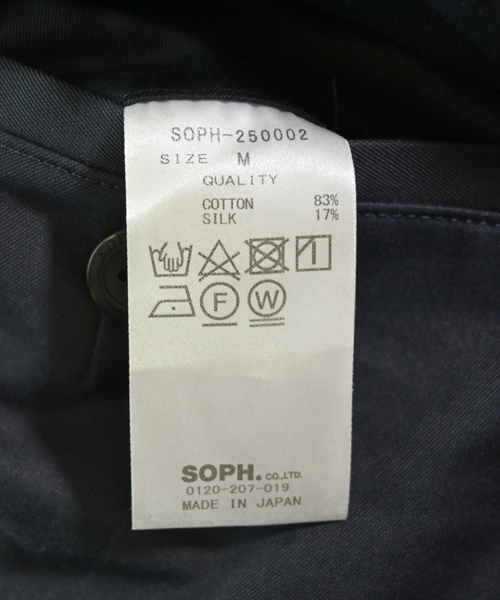 SOPH-250002
SIZE M
QUALITY
COTTON 83%
SILK 17%
F W
SOPH. CO.,LTD.
0120-207-019
MADE IN JAPAN